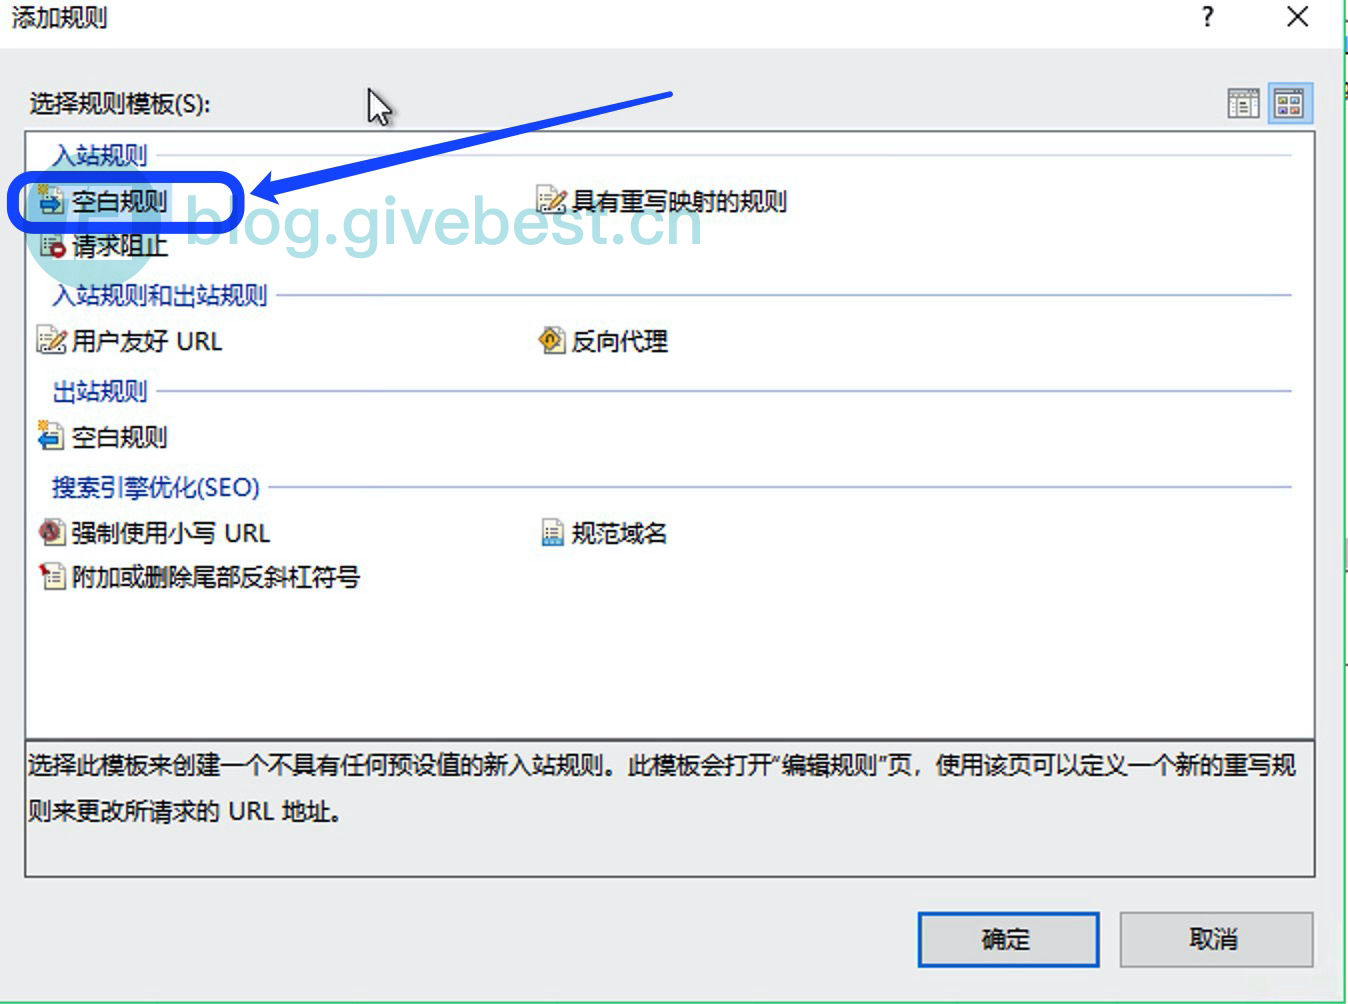 添加规则
?
选择规则模板(S):
入站规则
空白规则
具有重写映射的规则
blog.givebest.cn
请求阻止
入站规则和出站规则
用户友好 URL
反向代理
出站规则
空白规则
搜索引擎优化(SEO)
强制使用小写 URL
规范域名
附加或删除尾部反斜杠符号
选择此模板来创建一个不具有任何预设值的新入站规则。此模板会打开“编辑规则”页，使用该页可以定义一个新的重写规
则来更改所请求的 URL 地址。
确定
取消